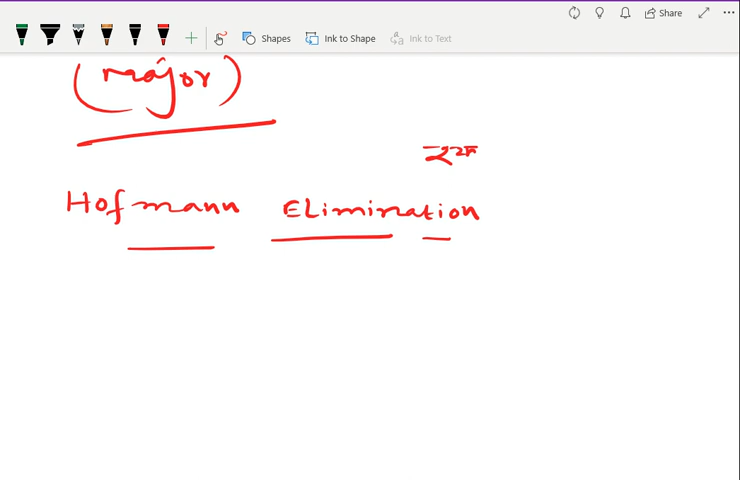 Share
Shapes
Ink to Shape
Ink to Text
(major)
Hofmann ELimination